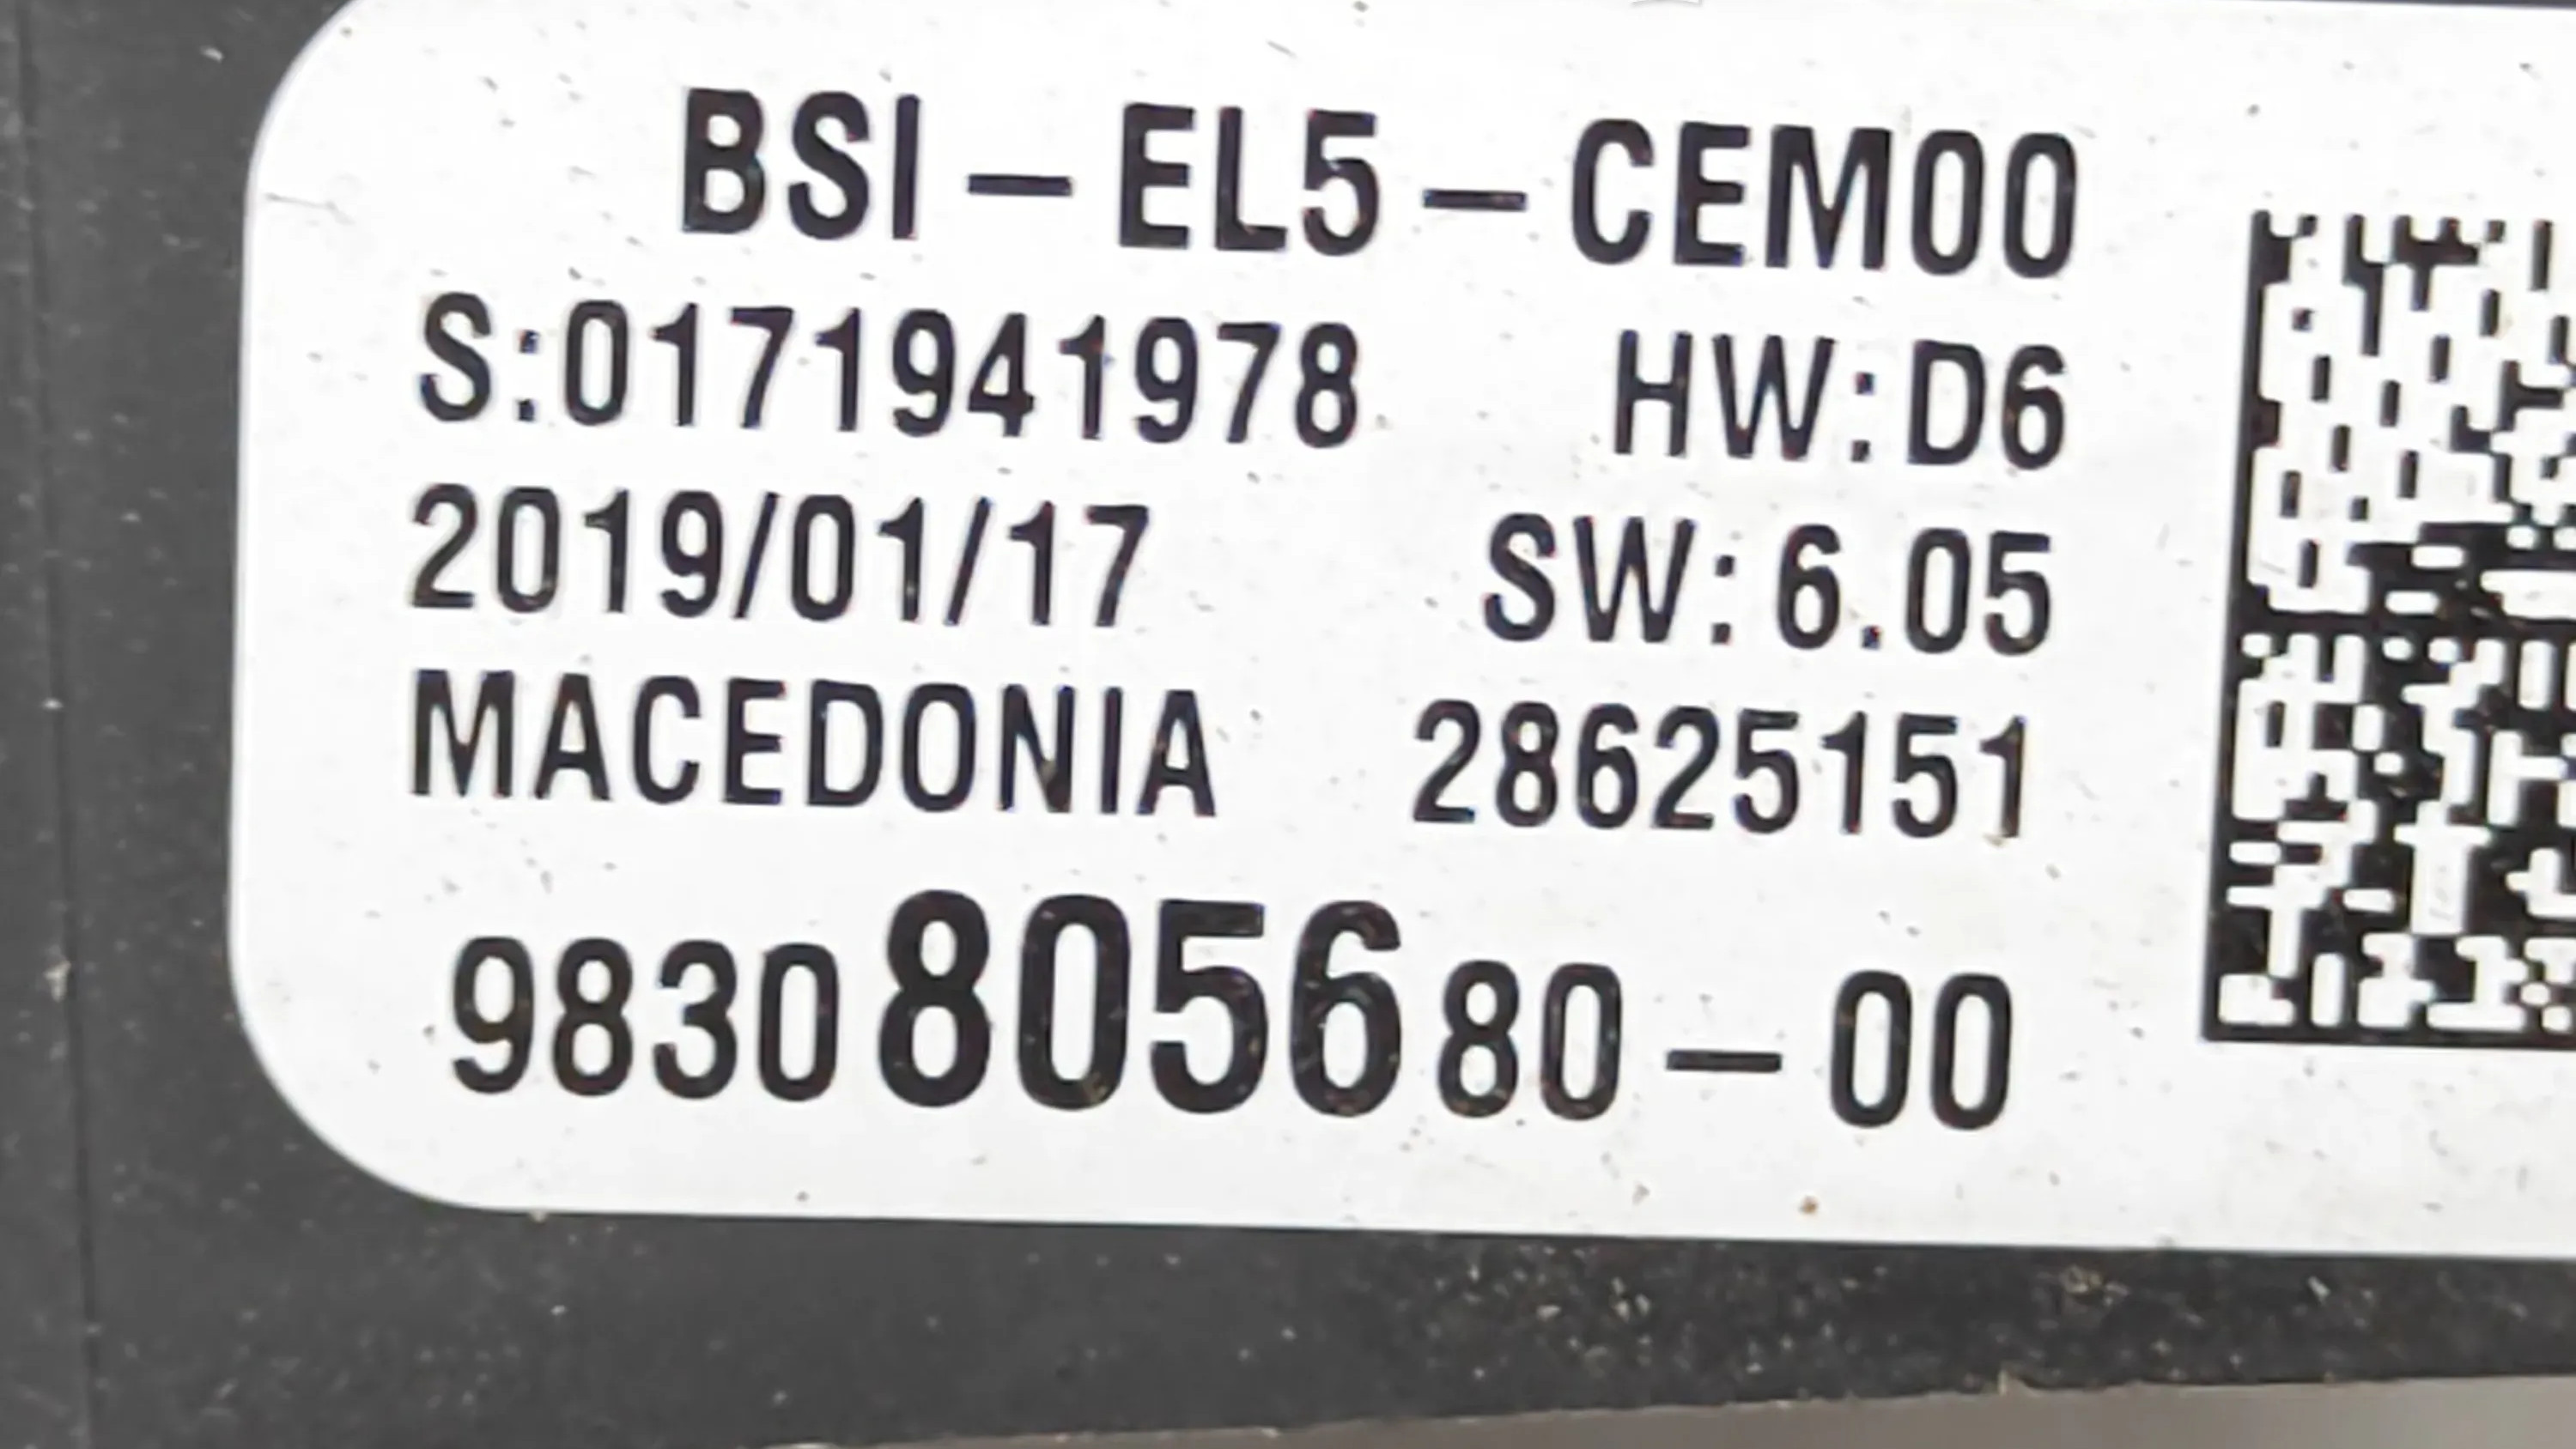 BSI-EL5-CEM00
S:0171941978 HW:D6
2019/01/17 SW:6.05
MACEDONIA 28625151
9830805680-00